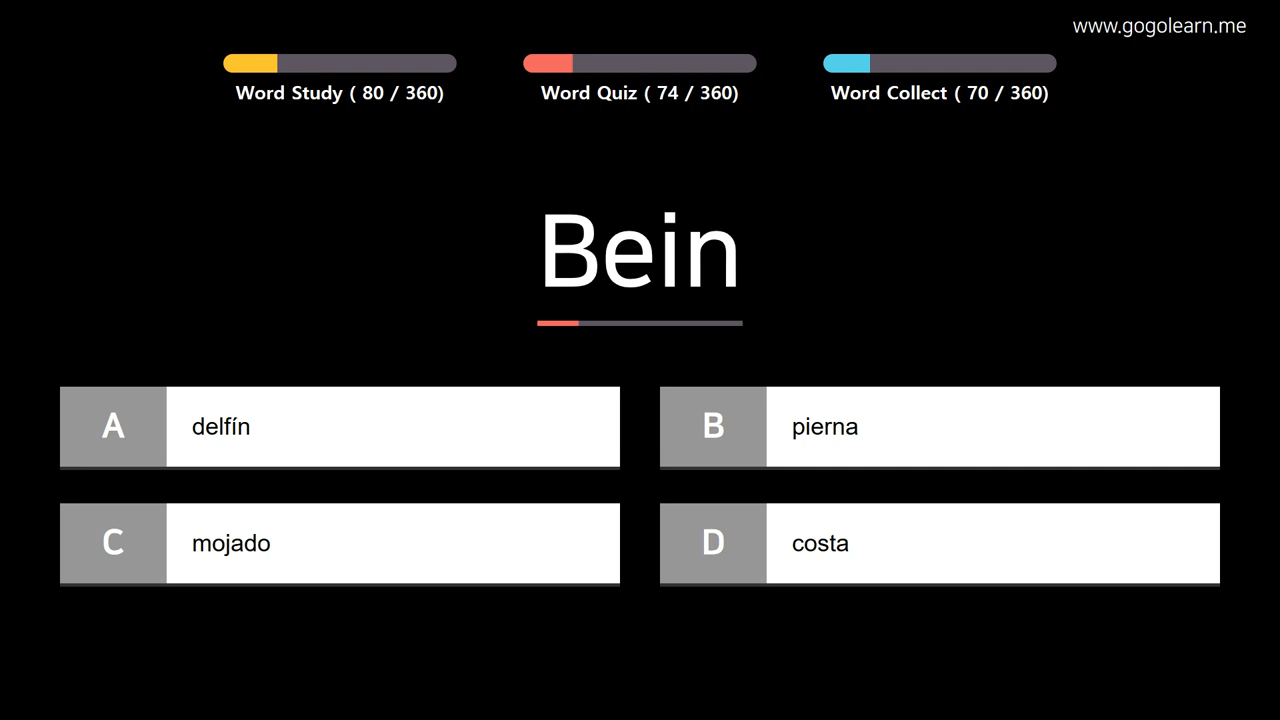 www.gogolearn.me
Word Study ( 80 / 360)
Word Quiz ( 74 / 360)
Word Collect ( 70 / 360)
Bein
A delfín
B pierna
C mojado
D costa